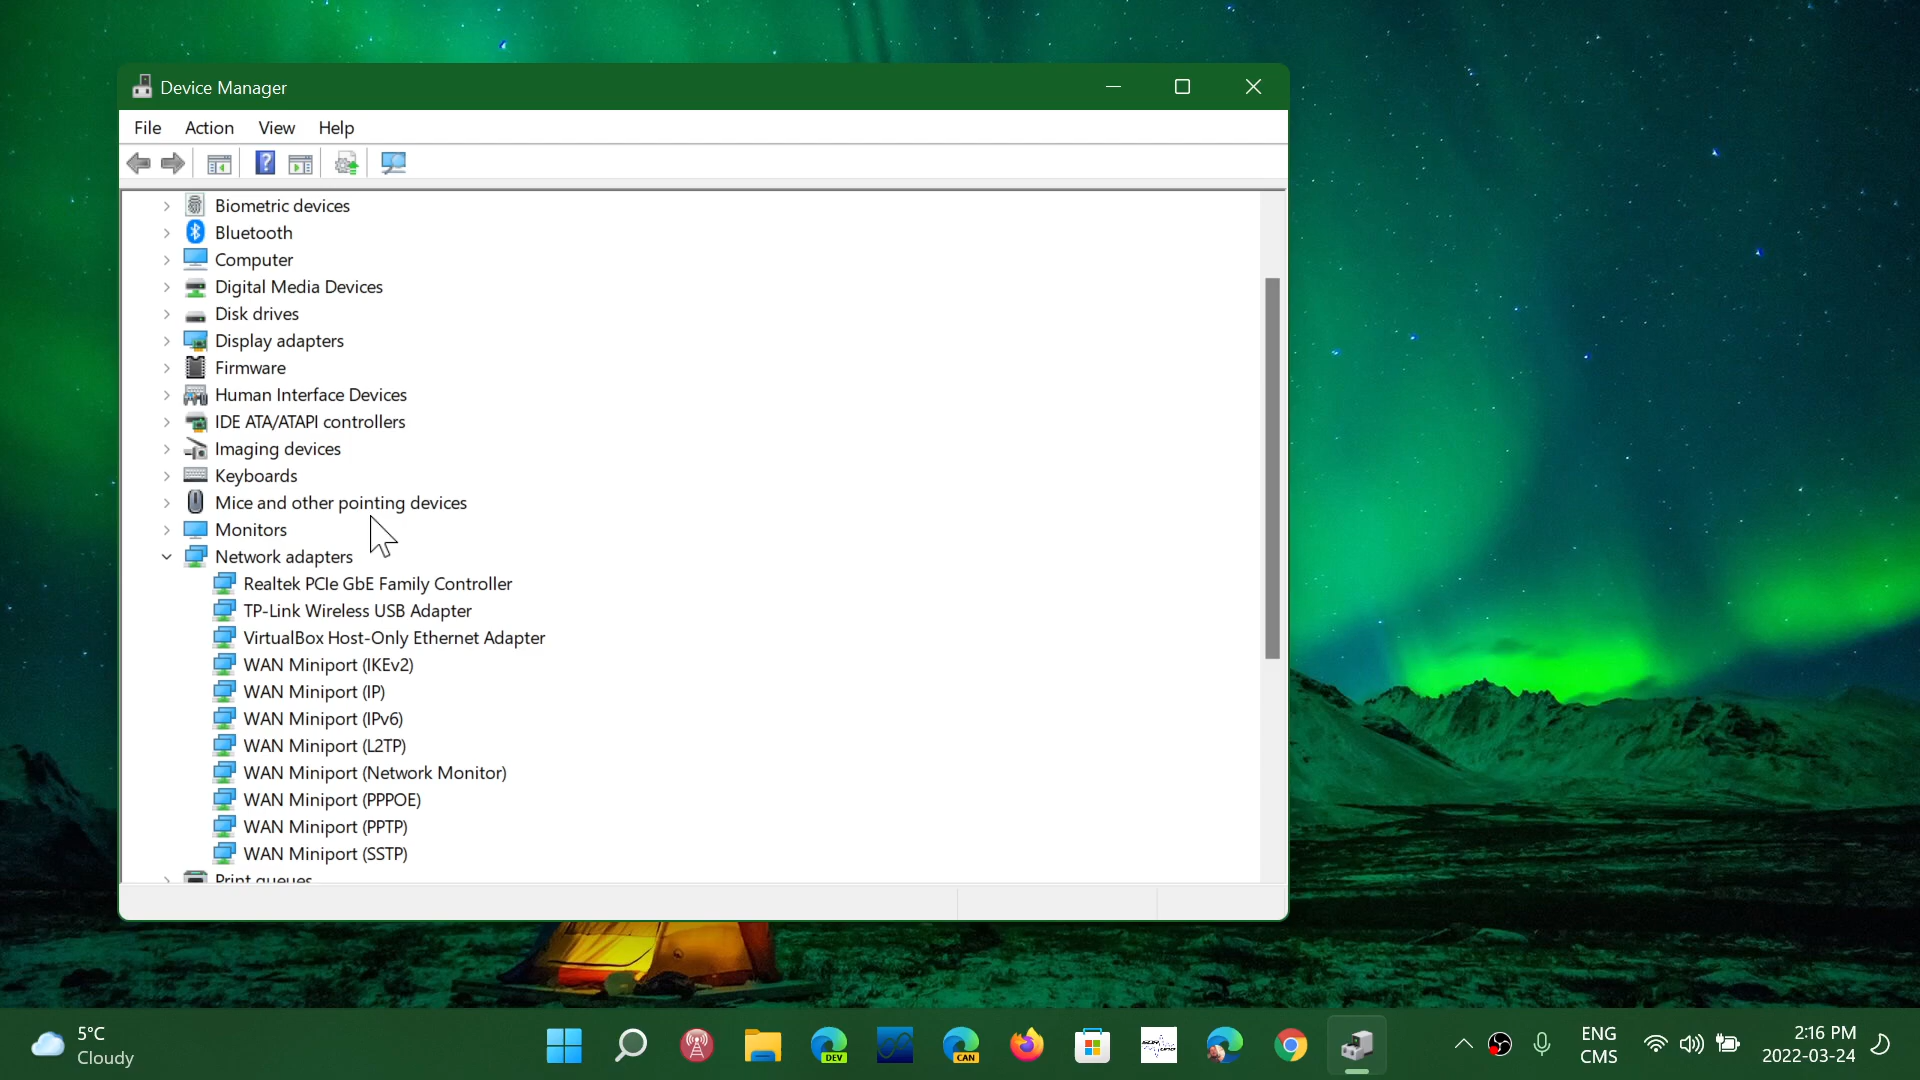 Device Manager
File Action View Help
Biometric devices
Bluetooth
Computer
Digital Media Devices
Disk drives
Display adapters
Firmware
Human Interface Devices
IDE ATA/ATAPI controllers
Imaging devices
Keyboards
Mice and other pointing devices
Monitors
Network adapters
Realtek PCIe GbE Family Controller
TP-Link Wireless USB Adapter
VirtualBox Host-Only Ethernet Adapter
WAN Miniport (IKEv2)
WAN Miniport (IP)
WAN Miniport (IPv6)
WAN Miniport (L2TP)
WAN Miniport (Network Monitor)
WAN Miniport (PPPOE)
WAN Miniport (PPTP)
WAN Miniport (SSTP)
Print queues
5°C
Cloudy
DEV
CAN
ENG
CMS
2:16 PM
2022-03-24